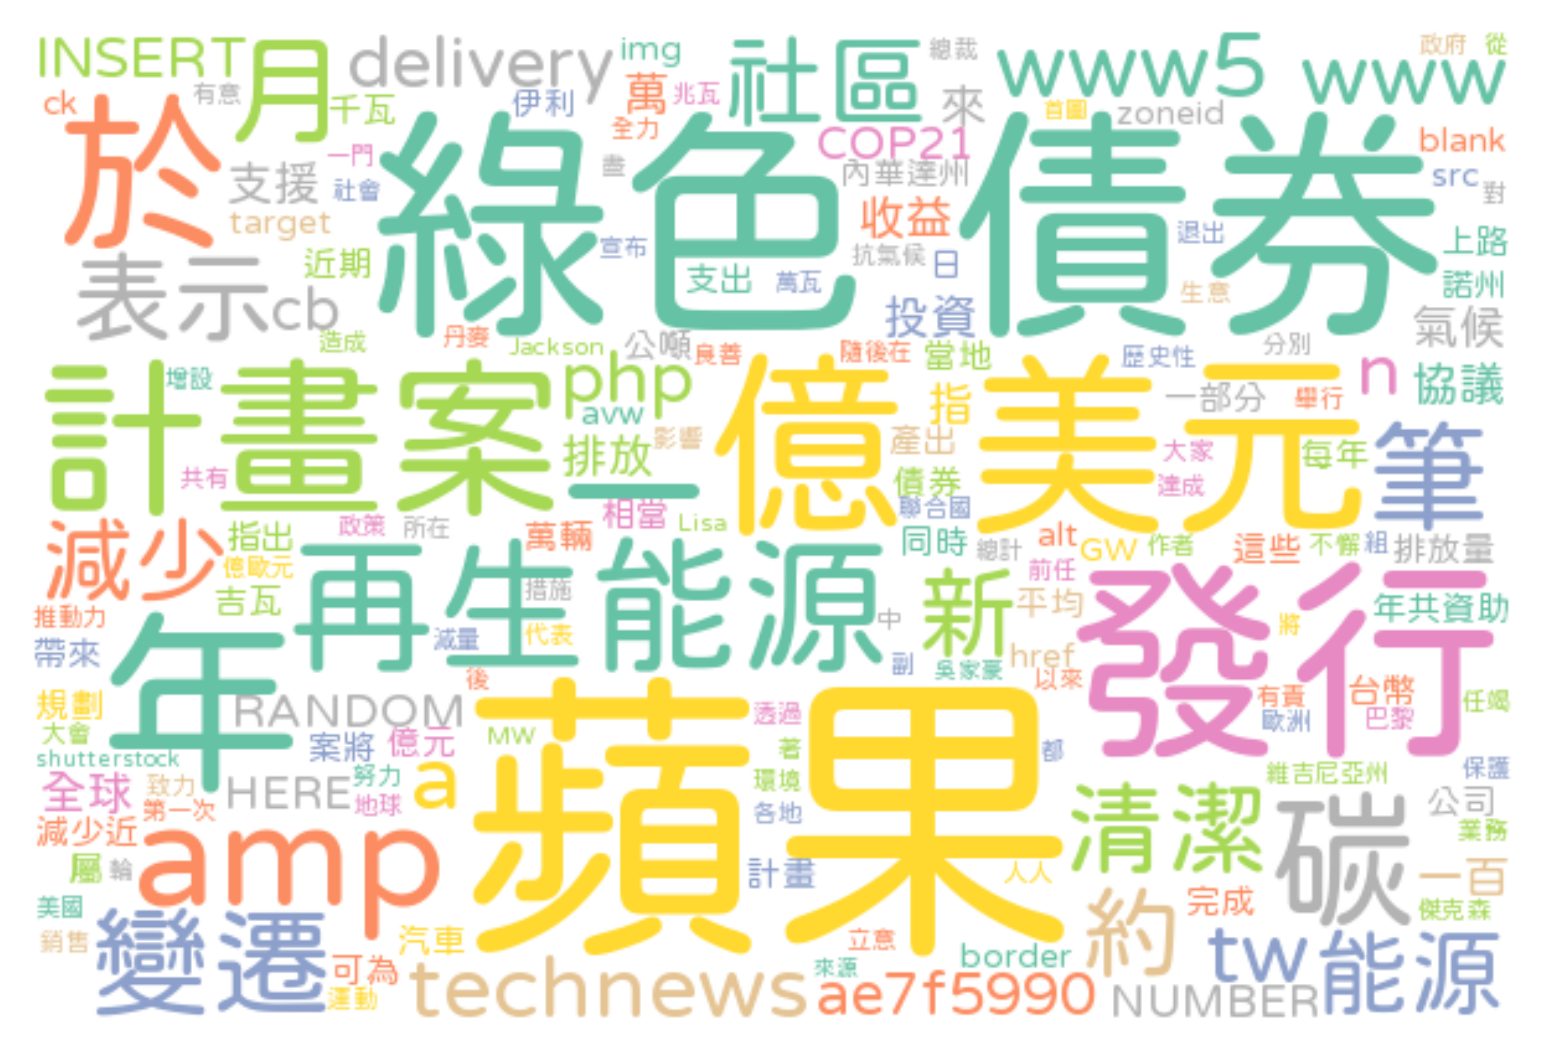 INSERT
月
delivery
img
社區
總裁
www5
www
政府
從
ck
有意
千瓦
伊利
萬
兆瓦
來
首圖
zoneid
於
一門
全力
COP21
blank
支援
社會
綠色
債券
盡
內華達州
src
對
target
收益
近期
宣布
支出
萬瓦
抗氣候
日
退出
上路
表示
cb
投資
生意
諾州
氣候
造成
丹麥
Jackson
公噸
良善
隨後在
當地
歷史性
分別
計畫案
增設
php
億
美元
指
一部分
舉行
n
協議
avw
排放
影響
產出
大家
每年
筆
共有
一
債券
達成
減少
指出
政策
所在
相當
Lisa
聯合國
萬輛
同時
總計
alt
GW
作者
這些
不懈
組
排放量
億歐元
再生能源
吉瓦
措施
前任
新
平均
發行
年共資助
推動力
減量
代表
中
將
帶來
年
後
副
吳家豪
href
以來
規劃
RANDOM
蘋果
透過
有責
台幣
任竭
大會
案將
億元
MW
著
都
歐洲
巴黎
shutterstock
全球
致力
HERE
努力
a
環境
維吉尼亞州
保護
第一次
地球
各地
清潔
碳
公司
減少近
amp
業務
屬
輪
計畫
人人
一百
美國
約
完成
傑克森
銷售
變遷
汽車
立意
可為
technews
來源
border
tw
能源
運動
ae7f5990
NUMBER